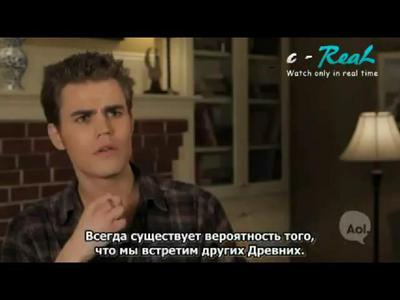 c - Real
Watch only in real time
Aol.
Всегда существует вероятность того,
что мы встретим других Древних.